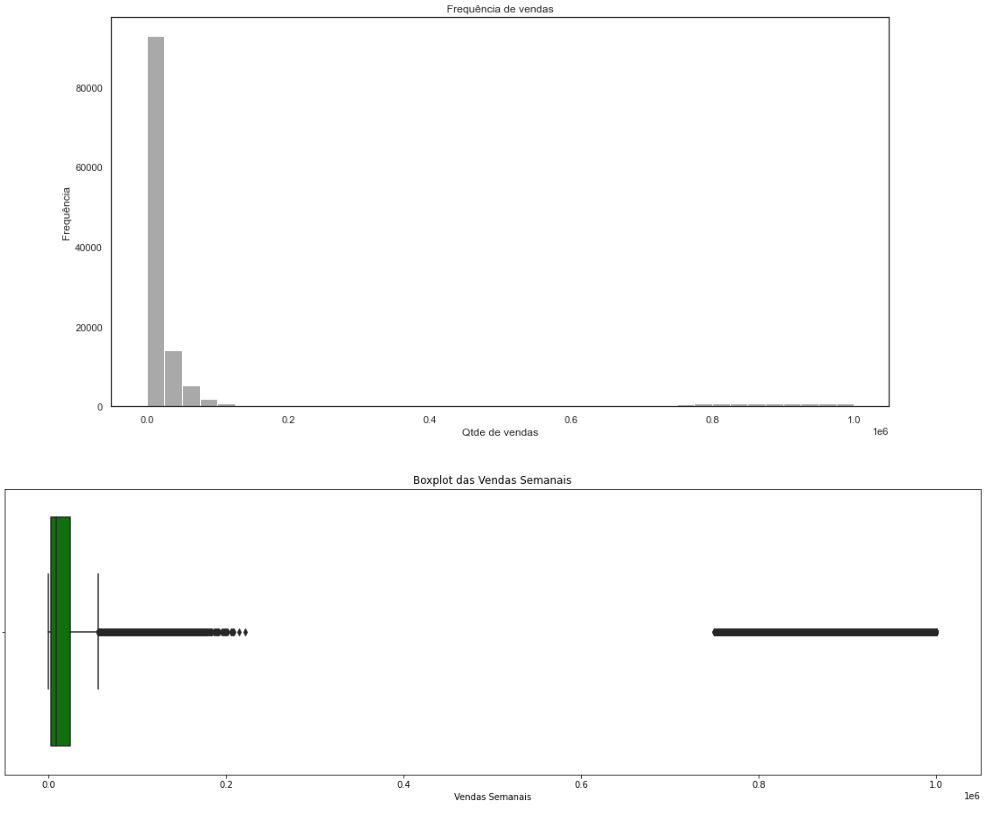 Frequência de vendas
Frequência
80000
60000
40000
20000
0
0.0 0.2 0.4 0.6 0.8 1.0
1e6
Qtde de vendas
Boxplot das Vendas Semanais
0.0 0.2 0.4 0.6 0.8 1.0
1e6
Vendas Semanais